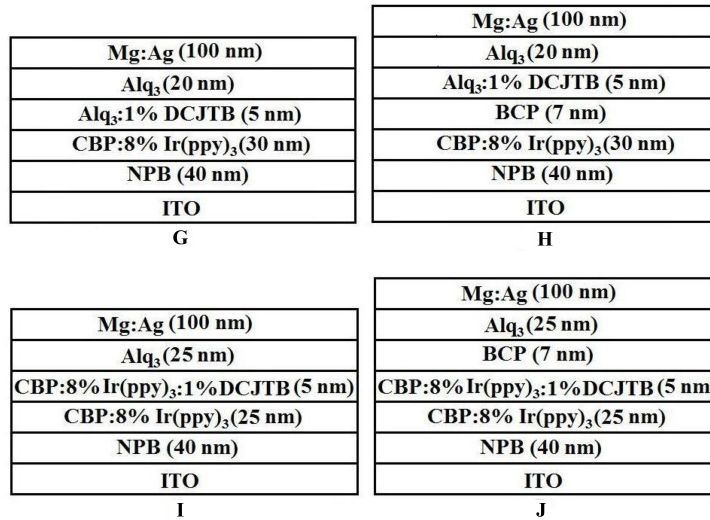 Mg:Ag (100 nm)
Alq₃(20 nm)
Alq₃:1% DCJTB (5 nm)
CBP:8% Ir(ppy)₃(30 nm)
NPB (40 nm)
ITO
G
Mg:Ag (100 nm)
Alq₃(20 nm)
Alq₃:1% DCJTB (5 nm)
BCP (7 nm)
CBP:8% Ir(ppy)₃(30 nm)
NPB (40 nm)
ITO
H
Mg:Ag (100 nm)
Alq₃(25 nm)
CBP:8% Ir(ppy)₃:1%DCJTB (5 nm)
CBP:8% Ir(ppy)₃(25 nm)
NPB (40 nm)
ITO
I
Mg:Ag (100 nm)
Alq₃(25 nm)
BCP (7 nm)
CBP:8%Ir(ppy)₃:1%DCJTB (5 nm
CBP:8% Ir(ppy)₃(25 nm)
NPB (40 nm)
ITO
J